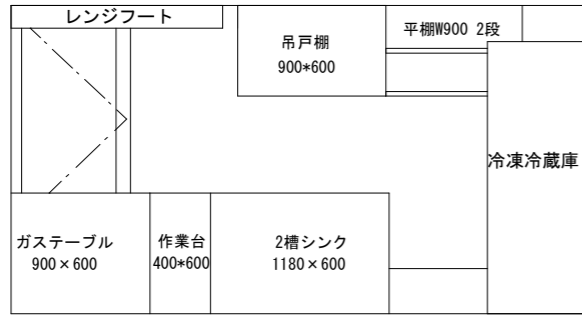 レンジフート
吊戸棚
900*600
平棚W900 2段
冷凍冷蔵庫
ガステーブル
900×600
作業台
400*600
2槽シンク
1180×600